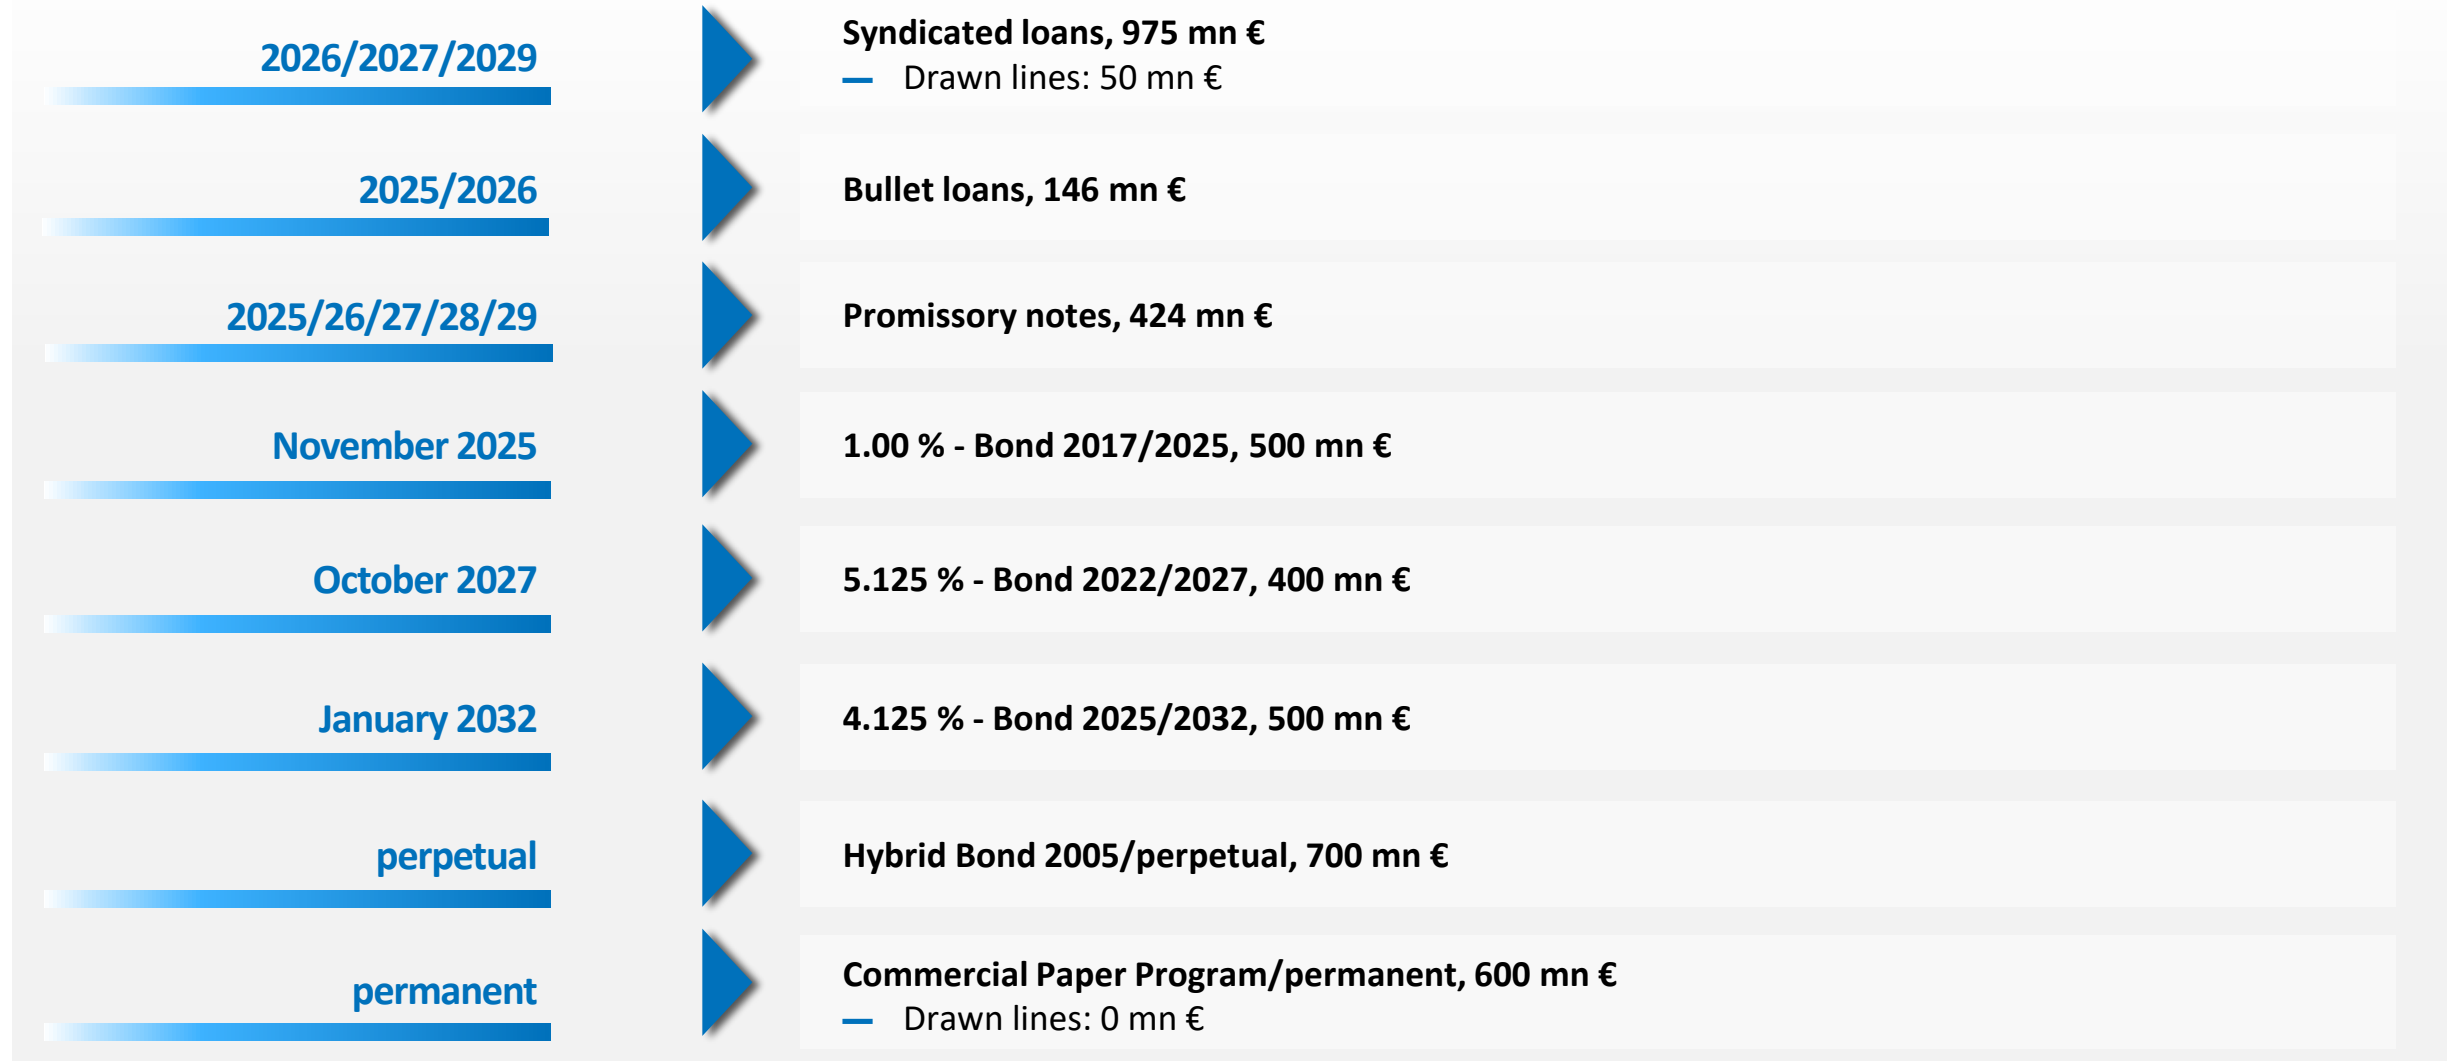 2026/2027/2029
Syndicated loans, 975 mn €
— Drawn lines: 50 mn €
2025/2026
Bullet loans, 146 mn €
2025/26/27/28/29
Promissory notes, 424 mn €
November 2025
1.00 % - Bond 2017/2025, 500 mn €
October 2027
5.125 % - Bond 2022/2027, 400 mn €
January 2032
4.125 % - Bond 2025/2032, 500 mn €
perpetual
Hybrid Bond 2005/perpetual, 700 mn €
permanent
Commercial Paper Program/permanent, 600 mn €
— Drawn lines: 0 mn €